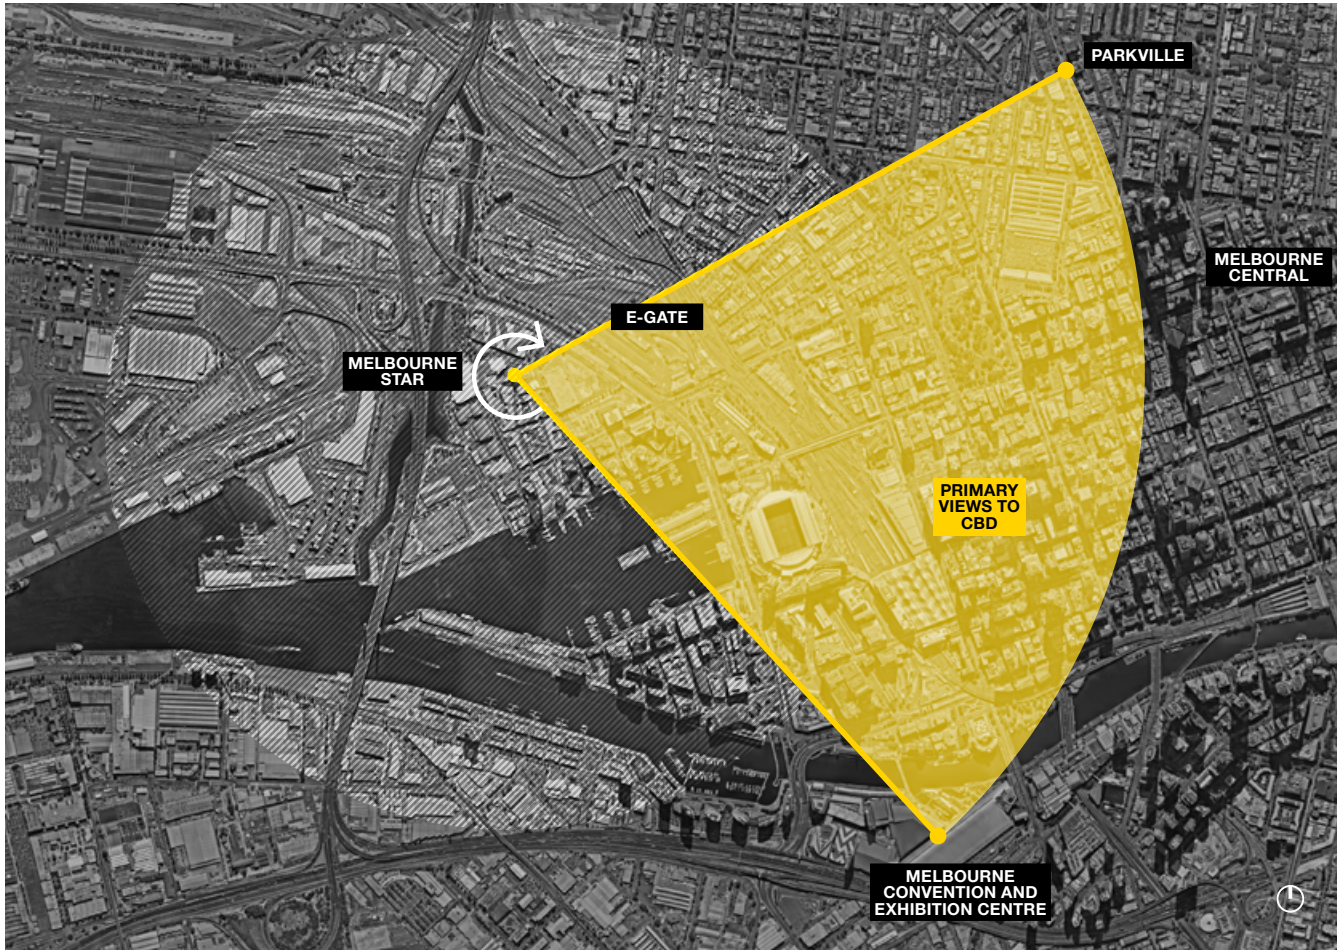 PARKVILLE
MELBOURNE
CENTRAL
E-GATE
MELBOURNE
STAR
PRIMARY
VIEWS TO
CBD
MELBOURNE
CONVENTION AND
EXHIBITION CENTRE